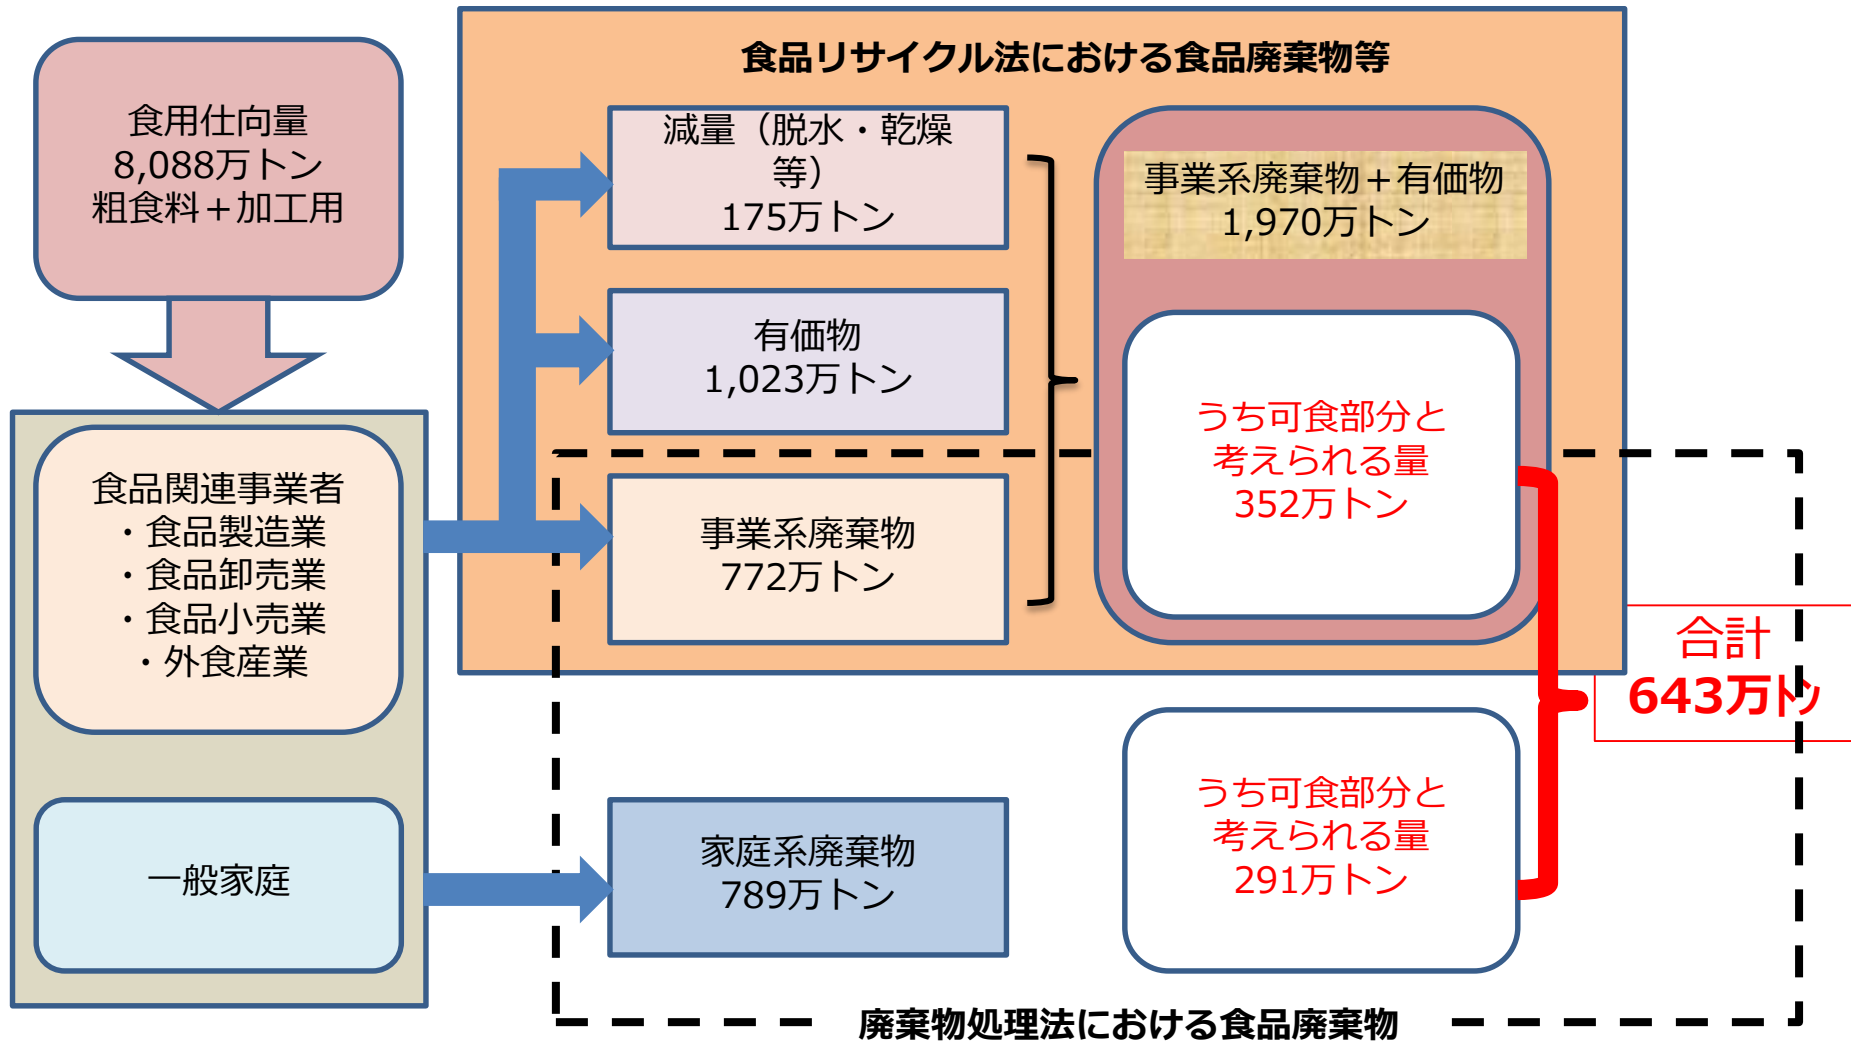 食品リサイクル法における食品廃棄物等
食用仕向量
8,088万トン
粗食料＋加工用
減量（脱水・乾燥
等）
175万トン
事業系廃棄物＋有価物
1,970万トン
有価物
1,023万トン
うち可食部分と
考えられる量
352万トン
食品関連事業者
・食品製造業
・食品卸売業
・食品小売業
・外食産業
事業系廃棄物
772万トン
合計
643万トン
うち可食部分と
考えられる量
291万トン
一般家庭
家庭系廃棄物
789万トン
廃棄物処理法における食品廃棄物